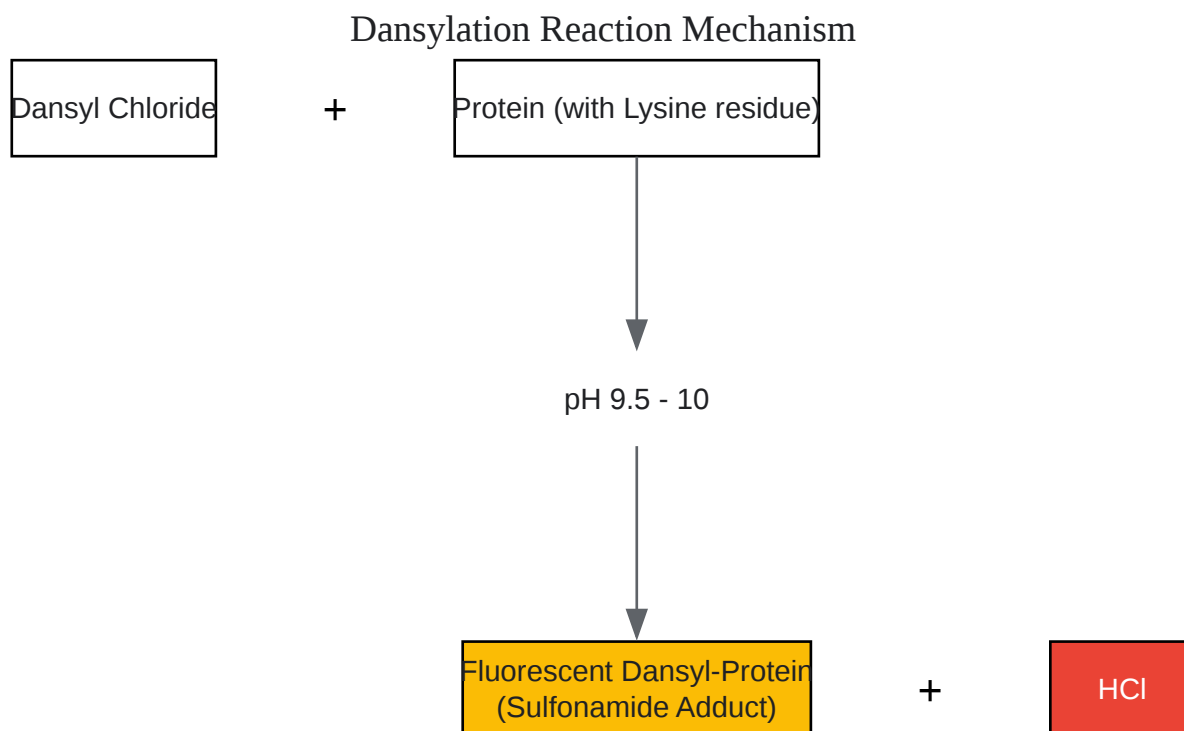 Dansylation Reaction Mechanism
Dansyl Chloride
+
Protein (with Lysine residue)
pH 9.5 - 10
Fluorescent Dansyl-Protein
(Sulfonamide Adduct)
+
HCl